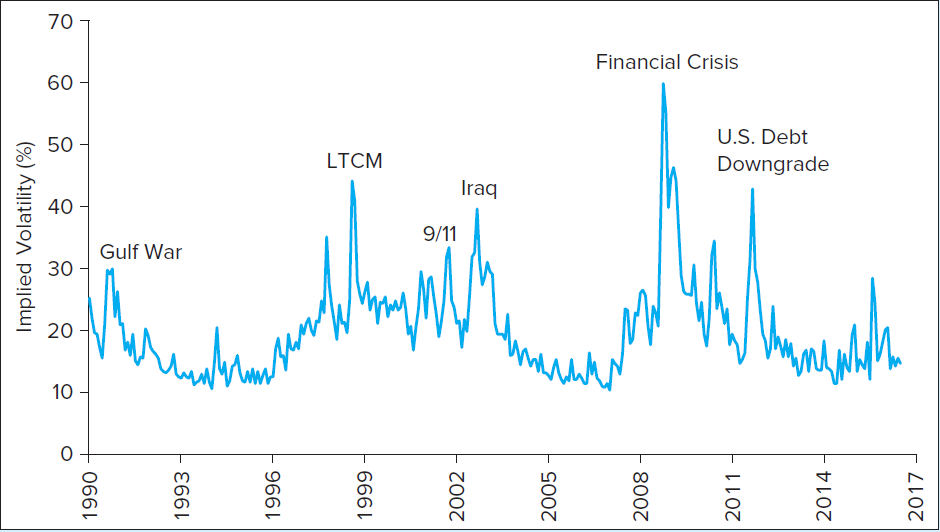 70
60
50
40
30
20
10
0
Implied Volatility (%)
Gulf War
LTCM
9/11
Iraq
Financial Crisis
U.S. Debt
Downgrade
1990
1993
1996
1999
2002
2005
2008
2011
2014
2017